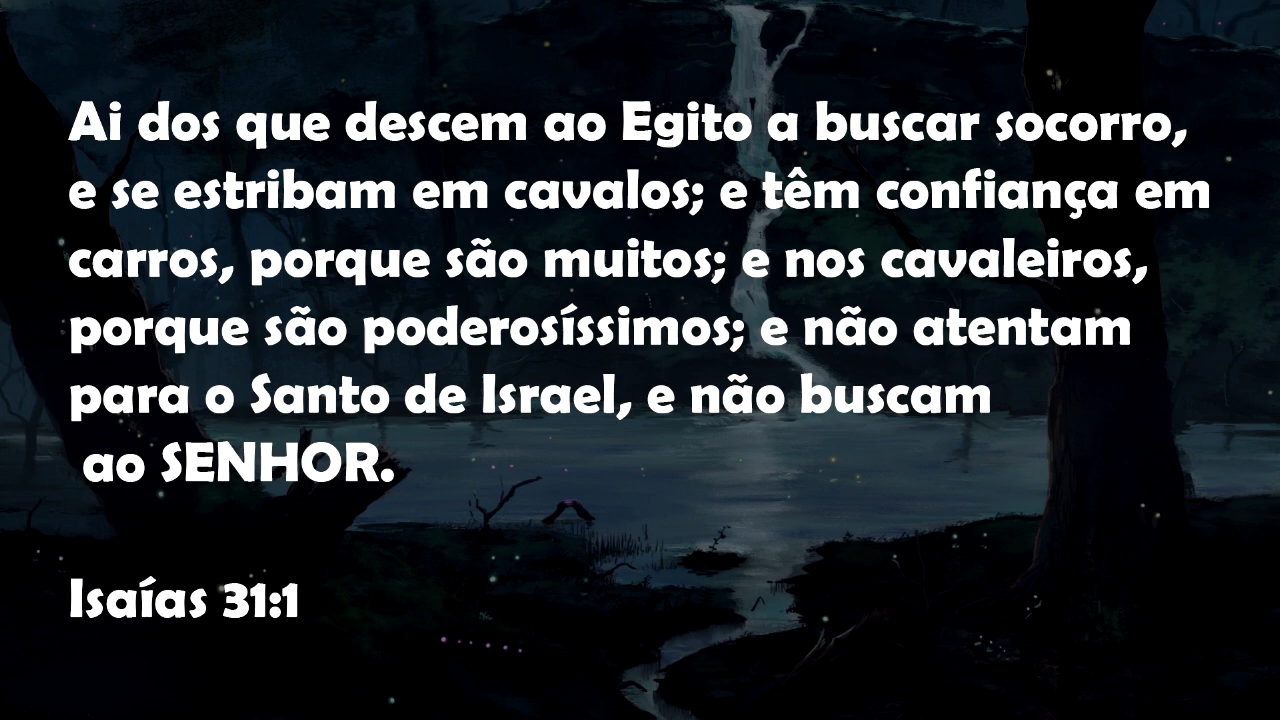 Ai dos que descem ao Egito a buscar socorro,
e se estribam em cavalos; e têm confiança em
carros, porque são muitos; e nos cavaleiros,
porque são poderosíssimos; e não atentam
para o Santo de Israel, e não buscam
ao SENHOR.
Isaías 31:1